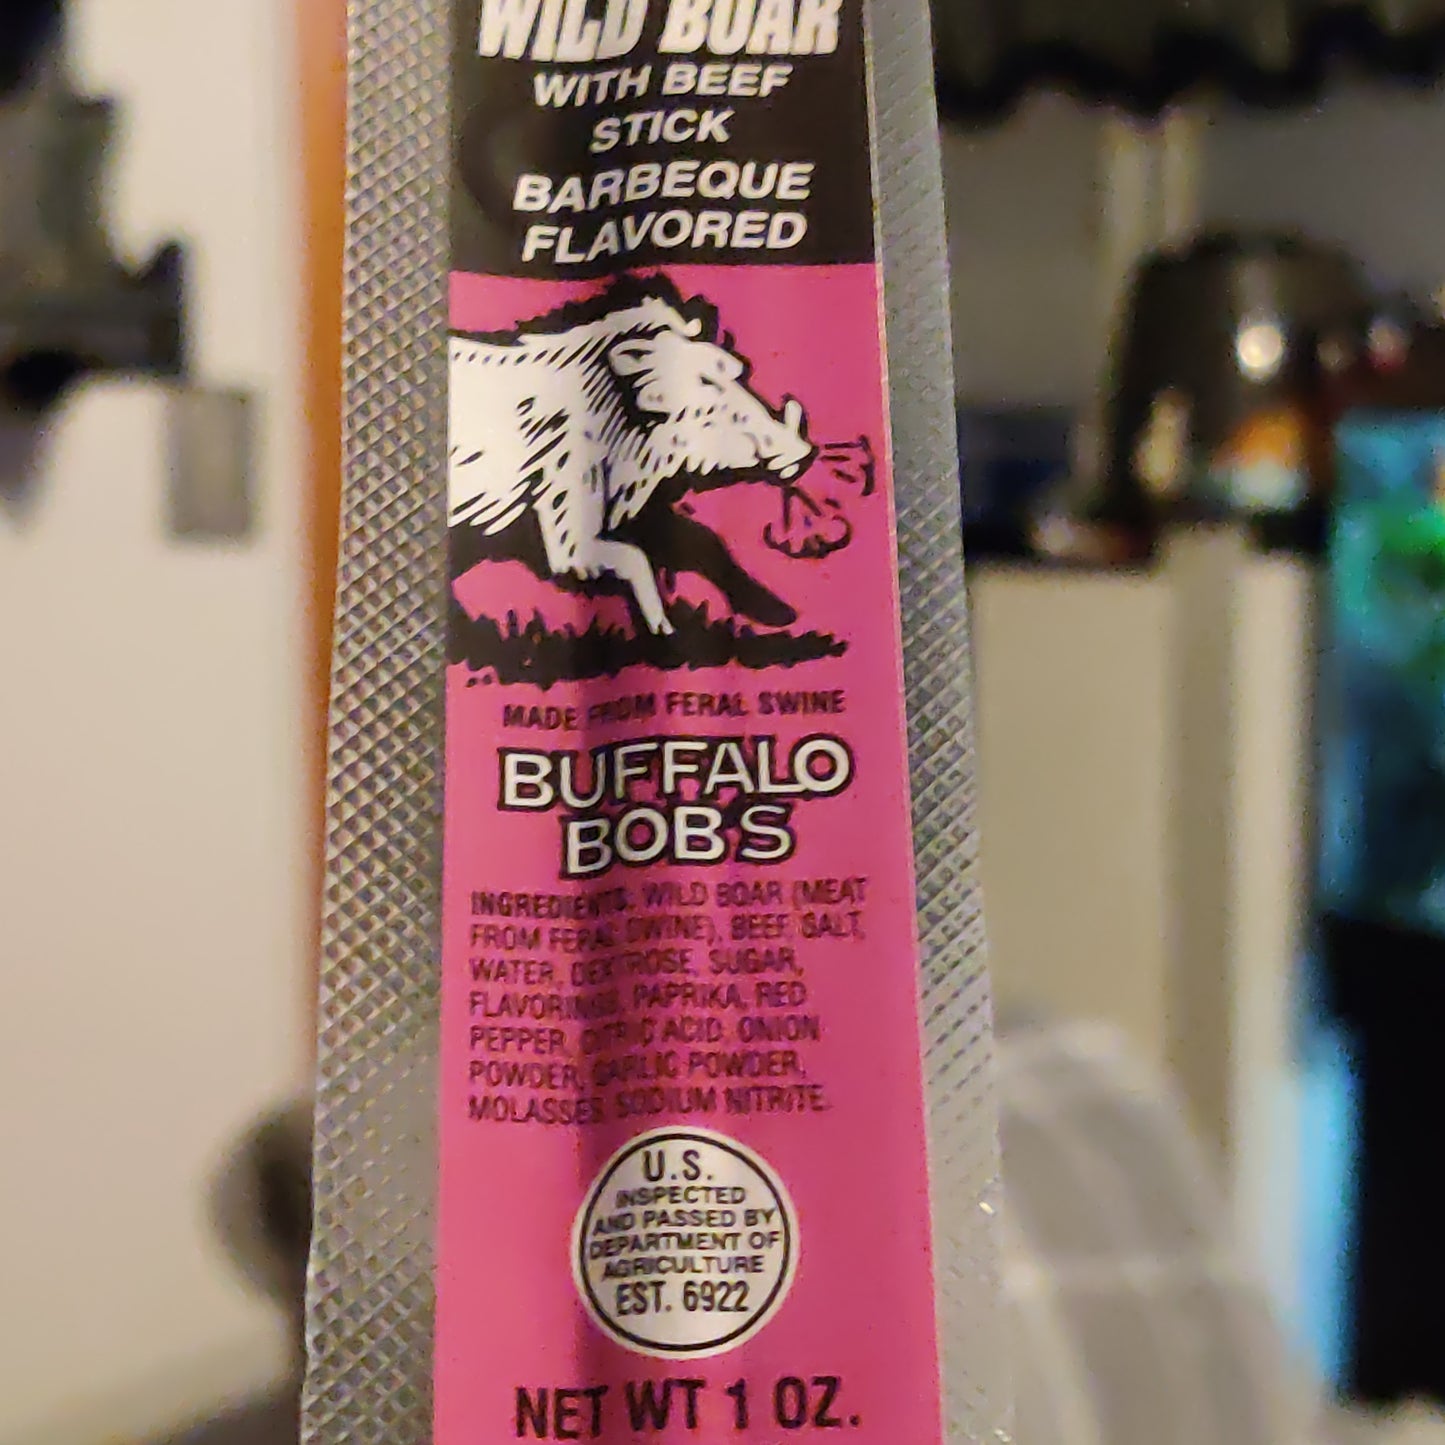 WILD BOAR
WITH BEEF
STICK
BARBEQUE
FLAVORED
MADE FROM FERAL SWINE
BUFFALO
BOB'S
INGREDIENTS: WILD BOAR (MEAT
FROM FERAL SWINE), BEEF, SALT,
WATER, DEXTROSE, SUGAR,
FLAVORINGS, PAPRIKA, RED
PEPPER, CITRIC ACID, ONION
POWDER, GARLIC POWDER,
MOLASSES, SODIUM NITRITE.
U.S.
INSPECTED
AND PASSED BY
DEPARTMENT OF
AGRICULTURE
EST. 6922
NET WT 1 OZ.